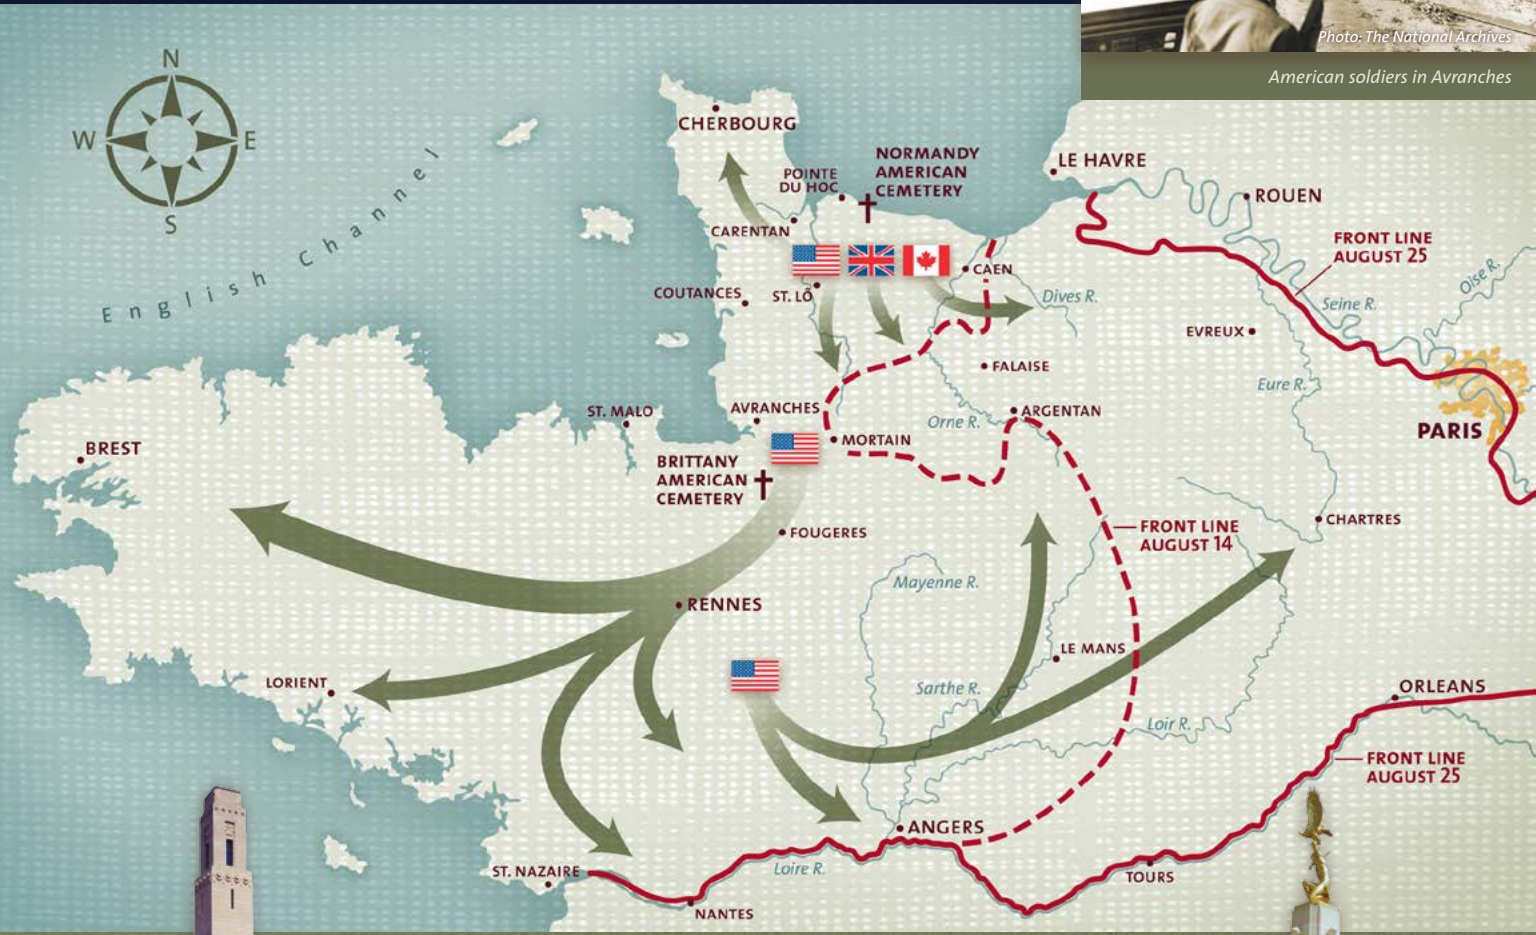 Photo: The National Archives
American soldiers in Avranches
N
W
E
S
English Channel
CHERBOURG
NORMANDY
AMERICAN
CEMETERY
POINTE
DU HOC
LE HAVRE
ROUEN
CARENTAN
FRONT LINE
AUGUST 25
CAEN
Oise R.
COUTANCES
ST. LÔ
Dives R.
Seine R.
EVREUX
FALAISE
Eure R.
ST. MALO
AVRANCHES
ARGENTAN
Orne R.
PARIS
BREST
MORTAIN
BRITTANY
AMERICAN
CEMETERY
CHARTRES
FOUGERES
FRONT LINE
AUGUST 14
Mayenne R.
RENNES
LE MANS
LORIENT
Sarthe R.
ORLEANS
Loir R.
FRONT LINE
AUGUST 25
ANGERS
ST. NAZAIRE
Loire R.
TOURS
NANTES